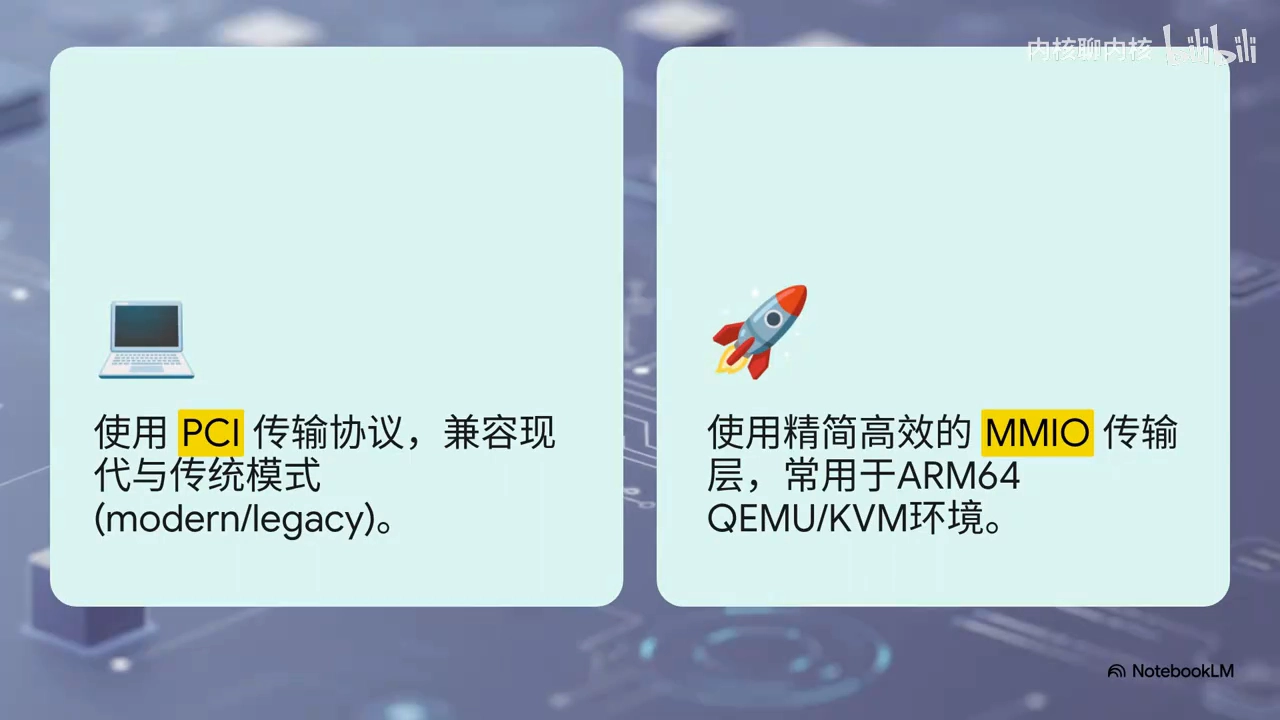 内核聊内核 bilibili
使用 PCI 传输协议，兼容现
代与传统模式
(modern/legacy)。
使用精简高效的 MMIO 传输
层，常用于ARM64
QEMU/KVM环境。
NotebookLM